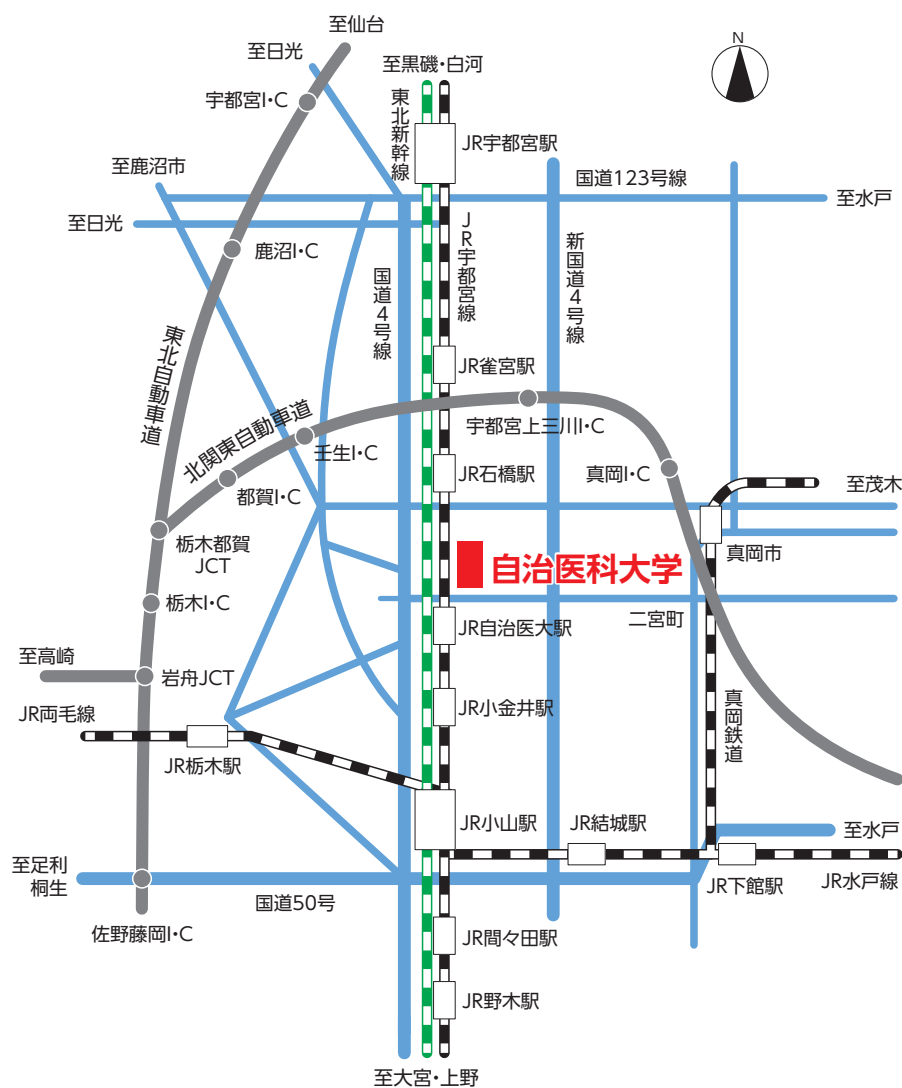 至仙台
至日光
N
至黒磯・白河
宇都宮I・C
東北新幹線
JR宇都宮駅
至鹿沼市
国道123号線
至水戸
至日光
JR宇都宮線
鹿沼I・C
国道4号線
新国道4号線
東北自動車道
JR雀宮駅
北関東自動車道
宇都宮上三川I・C
壬生I・C
JR石橋駅
真岡I・C
都賀I・C
至茂木
栃木都賀
JCT
真岡市
自治医科大学
栃木I・C
二宮町
JR自治医大駅
至高崎
岩舟JCT
JR両毛線
JR小金井駅
真岡鉄道
JR栃木駅
JR小山駅
JR結城駅
至水戸
至足利
桐生
JR下館駅
JR水戸線
国道50号
佐野藤岡I・C
JR間々田駅
JR野木駅
至大宮・上野